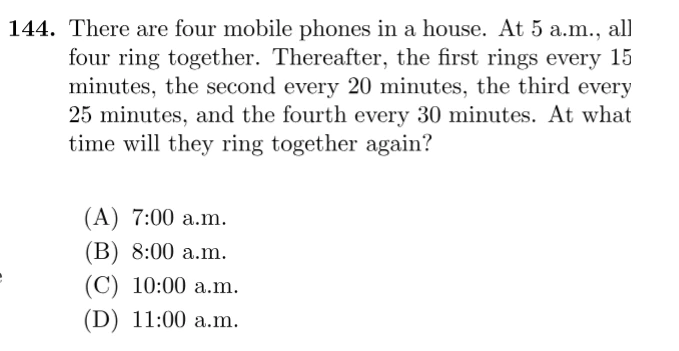 144. There are four mobile phones in a house. At 5 a.m., all
four ring together. Thereafter, the first rings every 15
minutes, the second every 20 minutes, the third every
25 minutes, and the fourth every 30 minutes. At what
time will they ring together again?
(A) 7:00 a.m.
(B) 8:00 a.m.
(C) 10:00 a.m.
(D) 11:00 a.m.